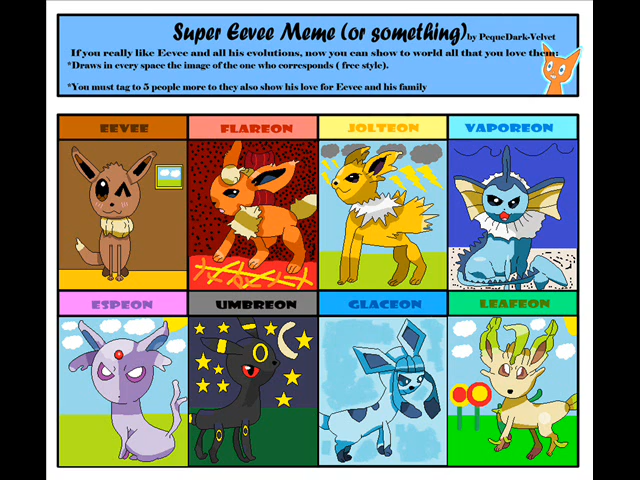 Super Eevee Meme (or something) by PequeDark-Velvet
If you really like Eevee and all his evolutions, now you can show to world all that you love them:
*Draws in every space the image of the one who corresponds ( free style).
*You must tag to 5 people more to they also show his love for Eevee and his family
EEVEE FLAREON JOLTEON VAPOREON
ESPEON UMBREON GLACEON LEAFEON